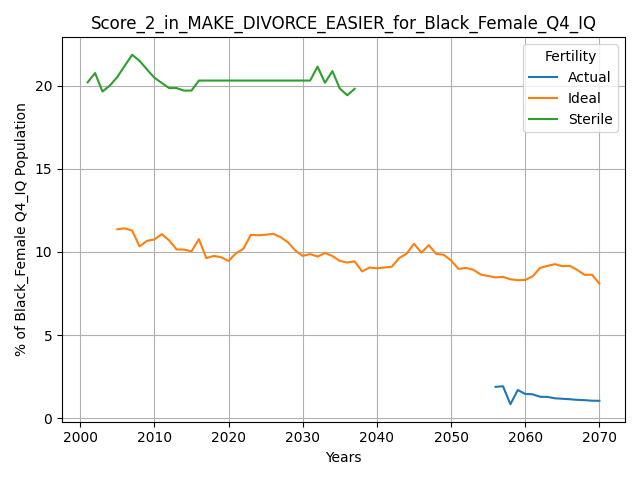 Score_2_in_MAKE_DIVORCE_EASIER_for_Black_Female_Q4_IQ
Fertility
Actual
Ideal
Sterile
% of Black_Female Q4_IQ Population
20
15
10
5
0
2000 2010 2020 2030 2040 2050 2060 2070
Years